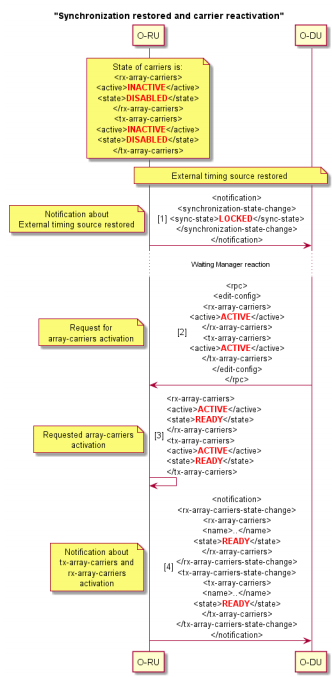 "Synchronization restored and carrier reactivation"
O-RU
O-DU
State of carriers is:
<rx-array-carriers>
<active>INACTIVE</active>
<state>DISABLED</state>
</rx-array-carriers>
<tx-array-carriers>
<active>INACTIVE</active>
<state>DISABLED</state>
</tx-array-carriers>
External timing source restored
Notification about
External timing source restored
<notification>
<synchronization-state-change>
[1] <sync-state>LOCKED</sync-state>
</synchronization-state-change>
</notification>
Waiting Manager reaction
Request for
array-carriers activation
<rpc>
<edit-config>
<rx-array-carriers>
<active>ACTIVE</active>
</rx-array-carriers>
[2]
<tx-array-carriers>
<active>ACTIVE</active>
</tx-array-carriers>
</edit-config>
</rpc>
Requested array-carriers
activation
<rx-array-carriers>
<active>ACTIVE</active>
<state>READY</state>
</rx-array-carriers>
[3]
<tx-array-carriers>
<active>ACTIVE</active>
<state>READY</state>
</tx-array-carriers>
Notification about
tx-array-carriers and
rx-array-carriers
activation
<notification>
<rx-array-carriers-state-change>
<rx-array-carriers>
<name>..</name>
<state>READY</state>
</rx-array-carriers>
</rx-array-carriers-state-change>
[4]
<tx-array-carriers-state-change>
<tx-array-carriers>
<name>..</name>
<state>READY</state>
</tx-array-carriers>
</tx-array-carriers-state-change>
</notification>
O-RU
O-DU